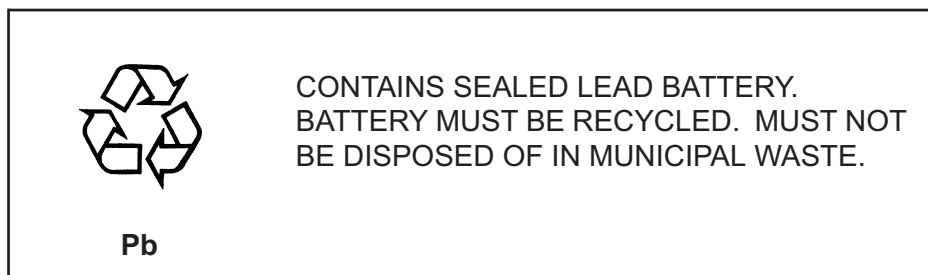 CONTAINS SEALED LEAD BATTERY.
BATTERY MUST BE RECYCLED.  MUST NOT
BE DISPOSED OF IN MUNICIPAL WASTE.
Pb